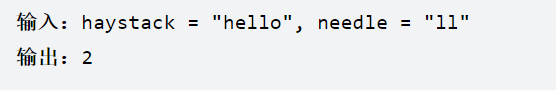 输入：haystack = "hello", needle = "ll"
输出：2